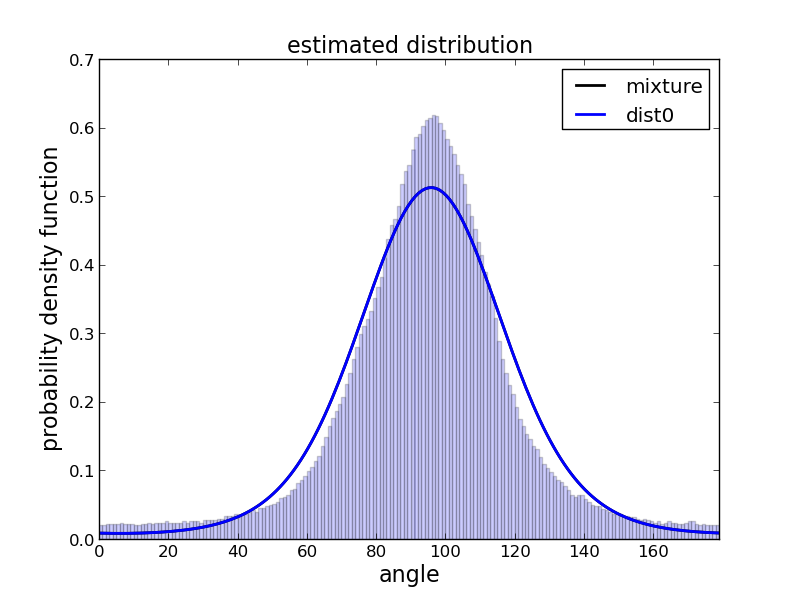 estimated distribution
0.7
0.6
0.5
0.4
0.3
0.2
0.1
0.0
probability density function
mixture
dist0
0 20 40 60 80 100 120 140 160
angle